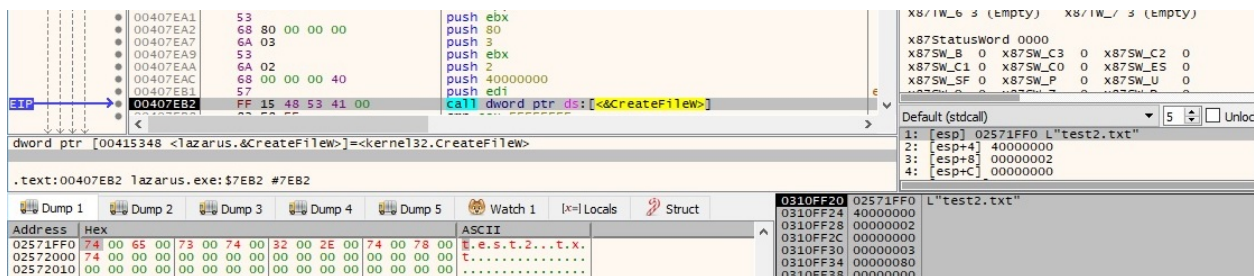 00407EA1 53 push ebx
00407EA2 68 80 00 00 00 push 80
00407EA7 6A 03 push 3
00407EA9 53 push ebx
00407EAA 6A 02 push 2
00407EAC 68 00 00 00 40 push 40000000
00407EB1 57 push edi
EIP 00407EB2 FF 15 48 53 41 00 call dword ptr ds:[<&CreateFileW>]
x87TW_6 3 (Empty) x87TW_7 3 (Empty)
x87StatusWord 0000
x87SW_B 0 x87SW_C3 0 x87SW_C2 0
x87SW_C1 0 x87SW_C0 0 x87SW_ES 0
x87SW_SF 0 x87SW_P 0 x87SW_U 0
Default (stdcall) 5 Unloc
1: [esp] 02571FF0 L"test2.txt"
2: [esp+4] 40000000
3: [esp+8] 00000002
4: [esp+C] 00000000
dword ptr [00415348 <lazarus.&CreateFileW>]=<kernel32.CreateFileW>
.text:00407EB2 lazarus.exe:$7EB2 #7EB2
Dump 1 Dump 2 Dump 3 Dump 4 Dump 5 Watch 1 [x=] Locals Struct
Address Hex ASCII
02571FF0 74 00 65 00 73 00 74 00 32 00 2E 00 74 00 78 00 t.e.s.t.2...t.x.
02572000 74 00 00 00 00 00 00 00 00 00 00 00 00 00 00 00 t...............
02572010 00 00 00 00 00 00 00 00 00 00 00 00 00 00 00 00 ................
0310FF20 02571FF0 L"test2.txt"
0310FF24 40000000
0310FF28 00000002
0310FF2C 00000000
0310FF30 00000003
0310FF34 00000080
0310FF38 00000000